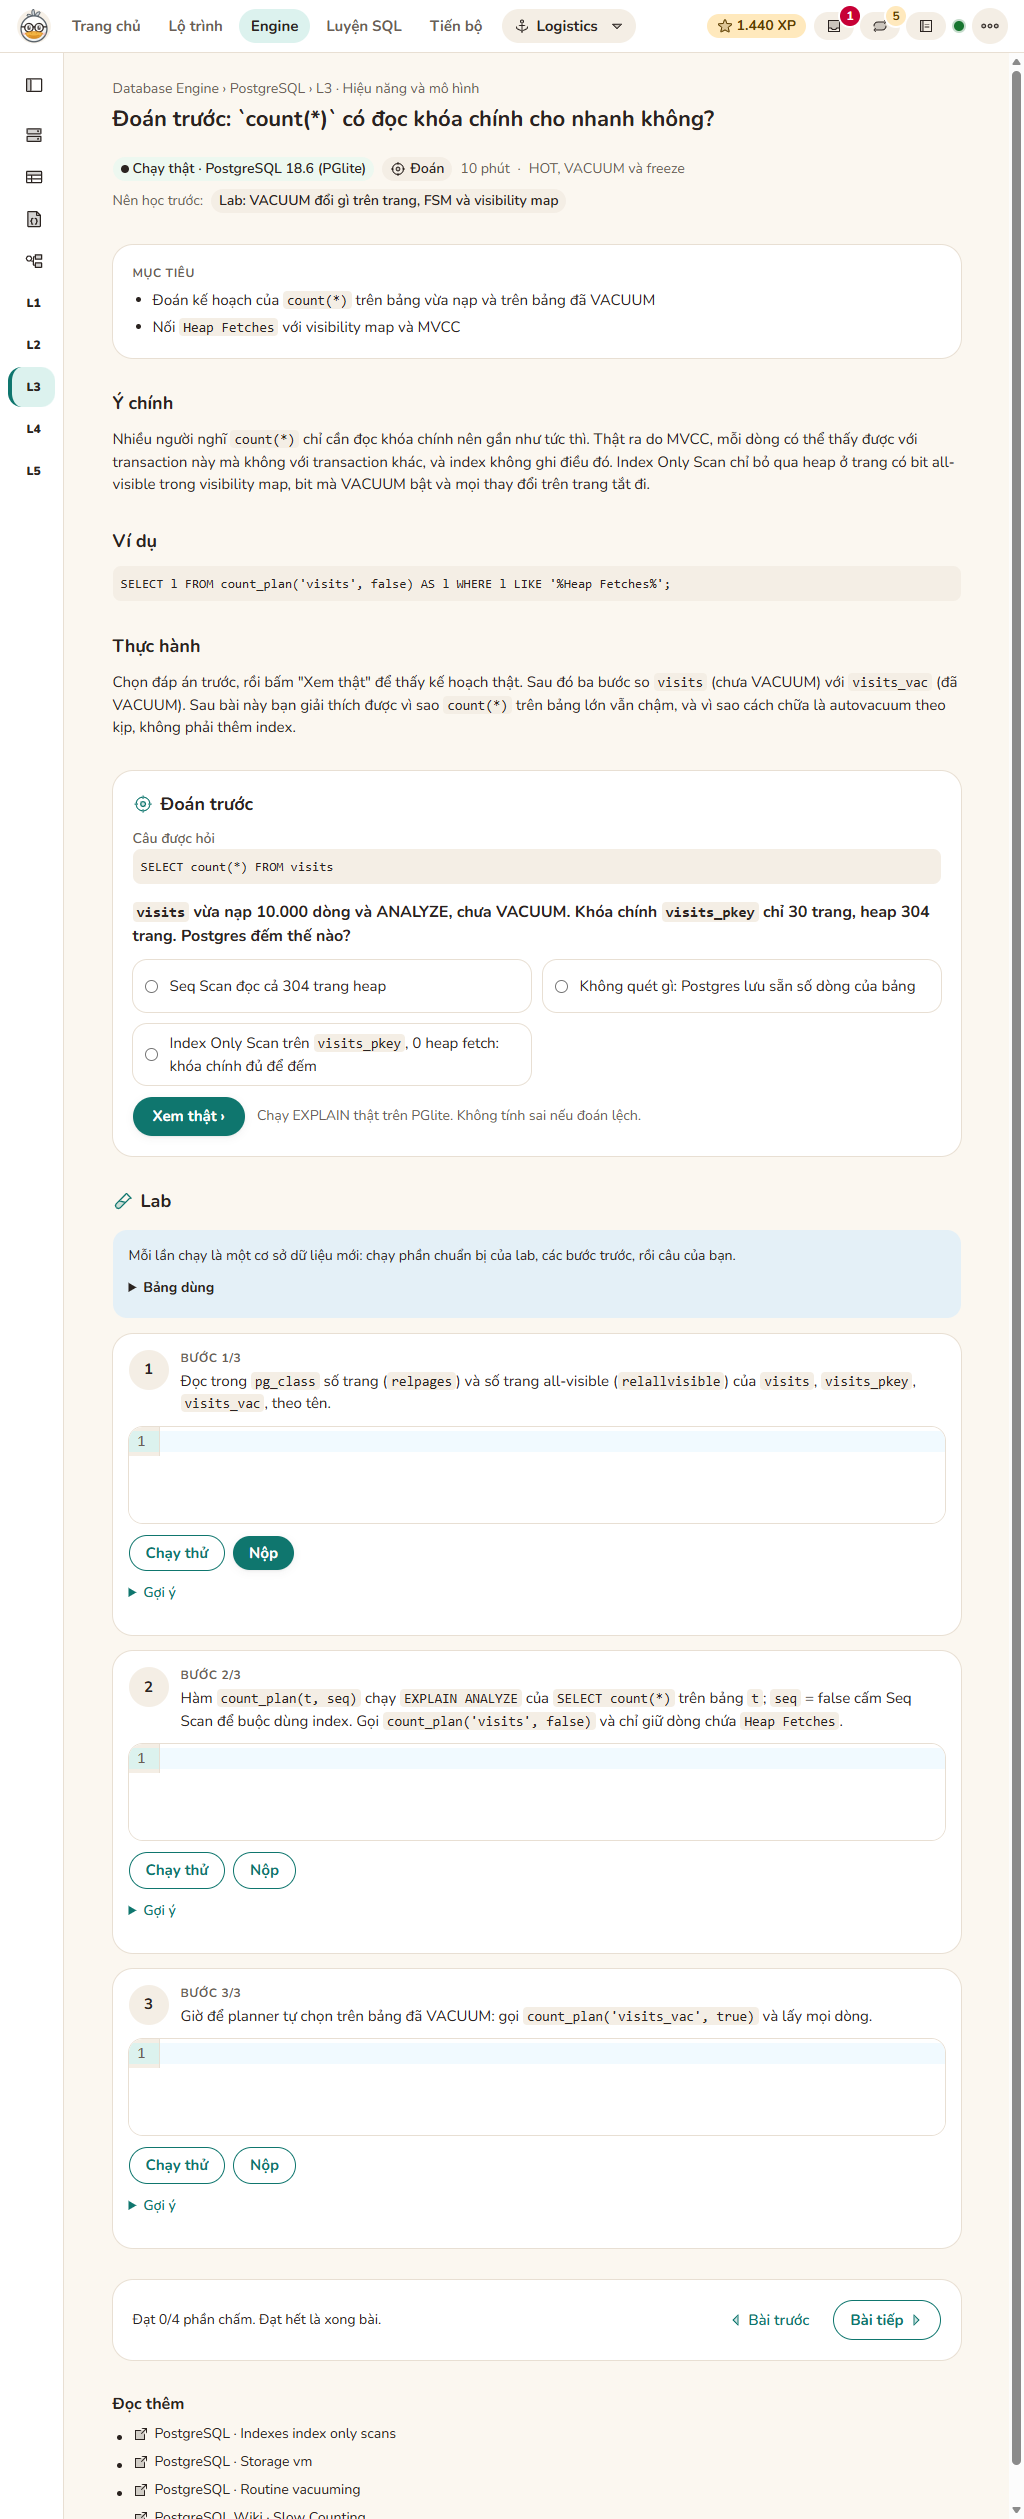 Trang chủ Lộ trình Engine Luyện SQL Tiến bộ Logistics 1.440 XP 1 5
Database Engine › PostgreSQL › L3 · Hiệu năng và mô hình
Đoán trước: `count(*)` có đọc khóa chính cho nhanh không?
Chạy thật · PostgreSQL 18.6 (PGlite) Đoán 10 phút · HOT, VACUUM và freeze
Nên học trước: Lab: VACUUM đổi gì trên trang, FSM và visibility map
L1
L2
L3
L4
L5
MỤC TIÊU
Đoán kế hoạch của count(*) trên bảng vừa nạp và trên bảng đã VACUUM
Nối Heap Fetches với visibility map và MVCC
Ý chính
Nhiều người nghĩ count(*) chỉ cần đọc khóa chính nên gần như tức thì. Thật ra do MVCC, mỗi dòng có thể thấy được với
transaction này mà không với transaction khác, và index không ghi điều đó. Index Only Scan chỉ bỏ qua heap ở trang có bit all-
visible trong visibility map, bit mà VACUUM bật và mọi thay đổi trên trang tắt đi.
Ví dụ
SELECT l FROM count_plan('visits', false) AS l WHERE l LIKE '%Heap Fetches%';
Thực hành
Chọn đáp án trước, rồi bấm "Xem thật" để thấy kế hoạch thật. Sau đó ba bước so visits (chưa VACUUM) với visits_vac (đã
VACUUM). Sau bài này bạn giải thích được vì sao count(*) trên bảng lớn vẫn chậm, và vì sao cách chữa là autovacuum theo
kịp, không phải thêm index.
Đoán trước
Câu được hỏi
SELECT count(*) FROM visits
visits vừa nạp 10.000 dòng và ANALYZE, chưa VACUUM. Khóa chính visits_pkey chỉ 30 trang, heap 304
trang. Postgres đếm thế nào?
Seq Scan đọc cả 304 trang heap
Không quét gì: Postgres lưu sẵn số dòng của bảng
Index Only Scan trên visits_pkey, 0 heap fetch:
khóa chính đủ để đếm
Xem thật › Chạy EXPLAIN thật trên PGlite. Không tính sai nếu đoán lệch.
Lab
Mỗi lần chạy là một cơ sở dữ liệu mới: chạy phần chuẩn bị của lab, các bước trước, rồi câu của bạn.
Bảng dùng
1 BƯỚC 1/3
Đọc trong pg_class số trang (relpages) và số trang all-visible (relallvisible) của visits, visits_pkey,
visits_vac, theo tên.
1
Chạy thử Nộp
Gợi ý
2 BƯỚC 2/3
Hàm count_plan(t, seq) chạy EXPLAIN ANALYZE của SELECT count(*) trên bảng t; seq = false cấm Seq
Scan để buộc dùng index. Gọi count_plan('visits', false) và chỉ giữ dòng chứa Heap Fetches.
1
Chạy thử Nộp
Gợi ý
3 BƯỚC 3/3
Giờ để planner tự chọn trên bảng đã VACUUM: gọi count_plan('visits_vac', true) và lấy mọi dòng.
1
Chạy thử Nộp
Gợi ý
Đạt 0/4 phần chấm. Đạt hết là xong bài. Bài trước Bài tiếp
Đọc thêm
PostgreSQL · Indexes index only scans
PostgreSQL · Storage vm
PostgreSQL · Routine vacuuming
PostgreSQL Wiki · Slow Counting